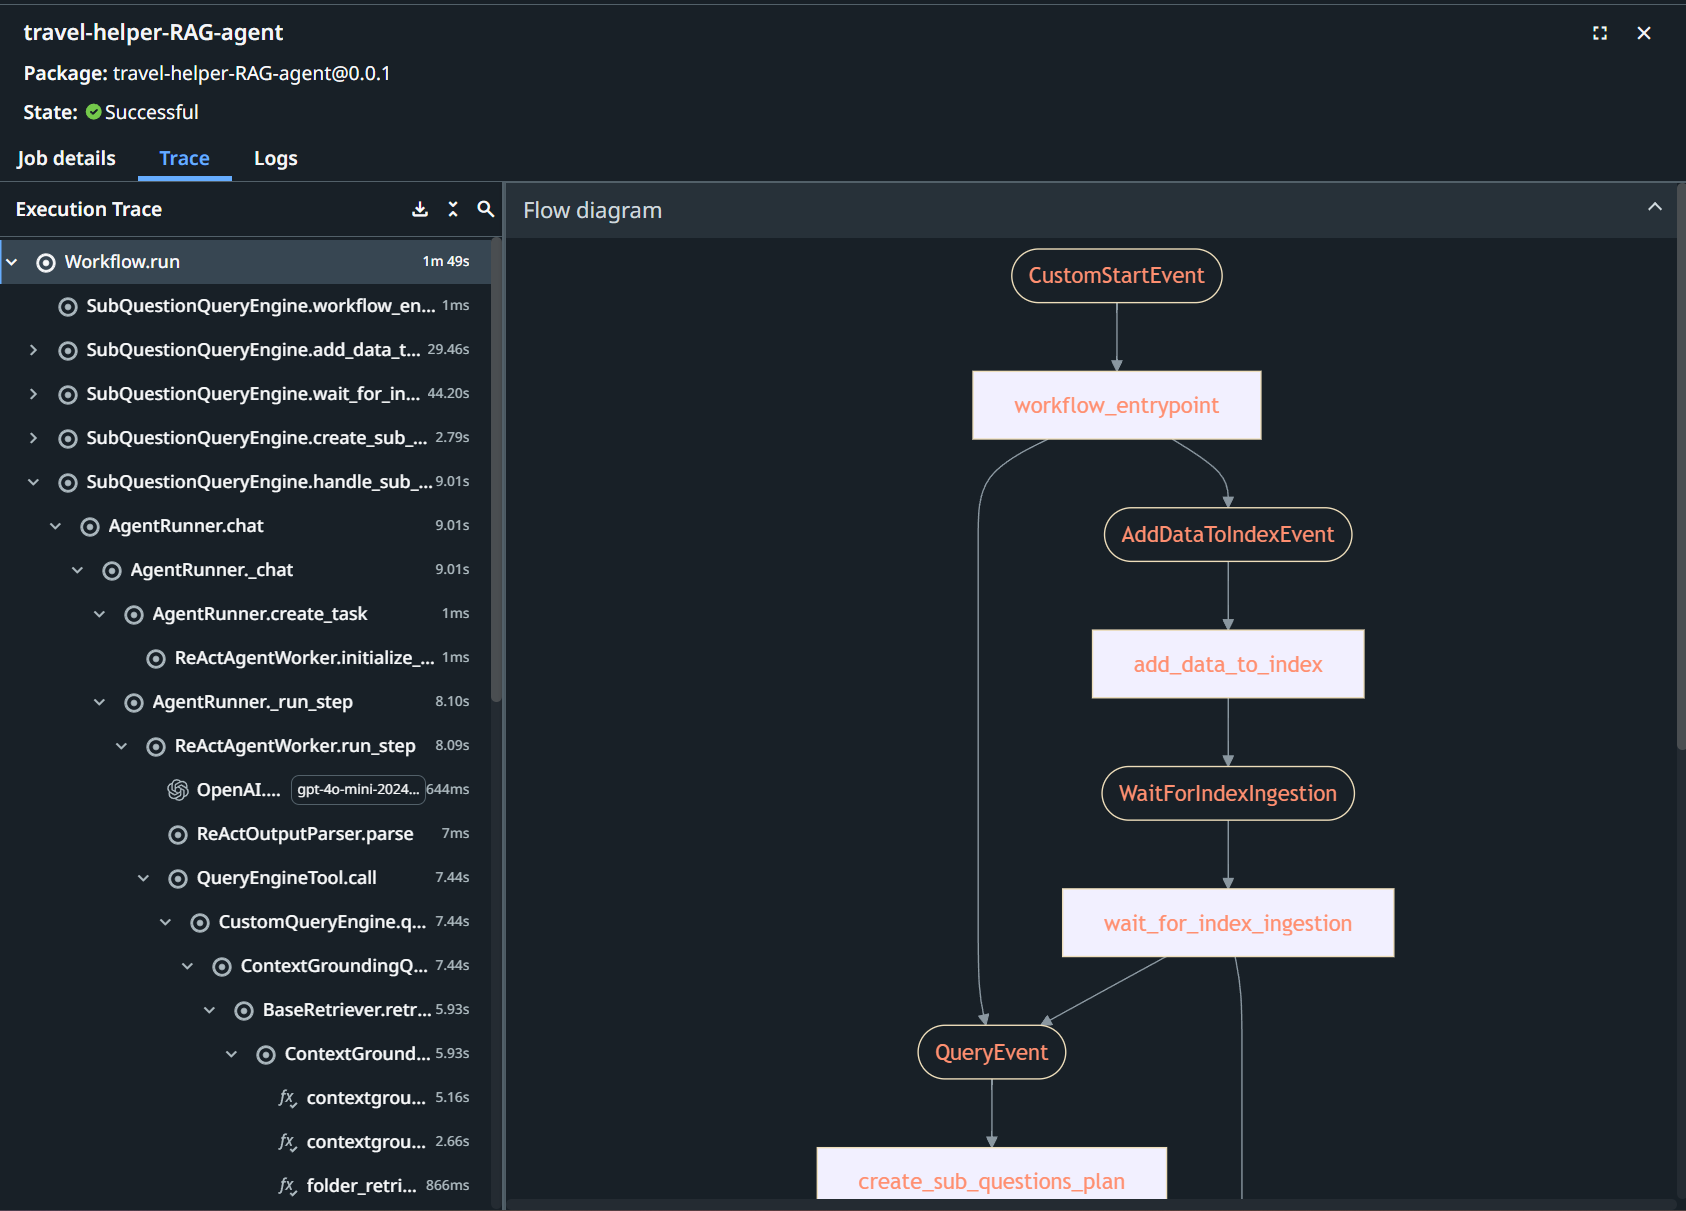 travel-helper-RAG-agent
Package: travel-helper-RAG-agent@0.0.1
State: Successful
Job details Trace Logs
Execution Trace
Workflow.run 1m 49s
SubQuestionQueryEngine.workflow_en... 1ms
SubQuestionQueryEngine.add_data_t... 29.46s
SubQuestionQueryEngine.wait_for_in... 44.20s
SubQuestionQueryEngine.create_sub_... 2.79s
SubQuestionQueryEngine.handle_sub_... 9.01s
AgentRunner.chat 9.01s
AgentRunner._chat 9.01s
AgentRunner.create_task 1ms
ReActAgentWorker.initialize_... 1ms
AgentRunner._run_step 8.10s
ReActAgentWorker.run_step 8.09s
OpenAI.... gpt-4o-mini-2024... 644ms
ReActOutputParser.parse 7ms
QueryEngineTool.call 7.44s
CustomQueryEngine.q... 7.44s
ContextGroundingQ... 7.44s
BaseRetriever.retr... 5.93s
ContextGround... 5.93s
fx contextgrou... 5.16s
fx contextgrou... 2.66s
fx folder_retri... 866ms
Flow diagram
CustomStartEvent
workflow_entrypoint
AddDataToIndexEvent
add_data_to_index
WaitForIndexIngestion
wait_for_index_ingestion
QueryEvent
create_sub_questions_plan